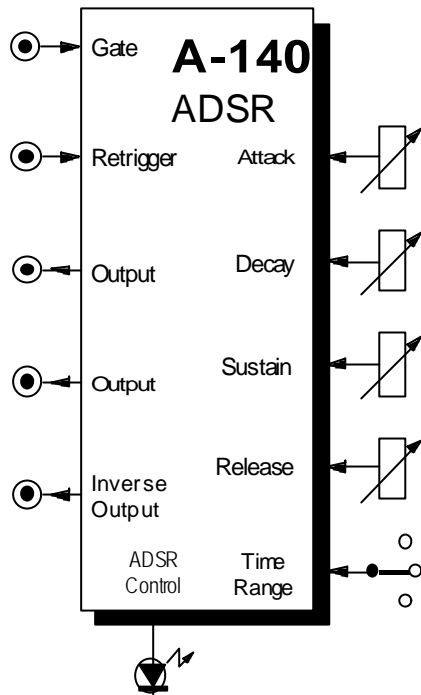 Gate
A-140
ADSR
Retrigger
Attack
Output
Decay
Output
Sustain
Inverse
Output
Release
ADSR
Control
Time
Range